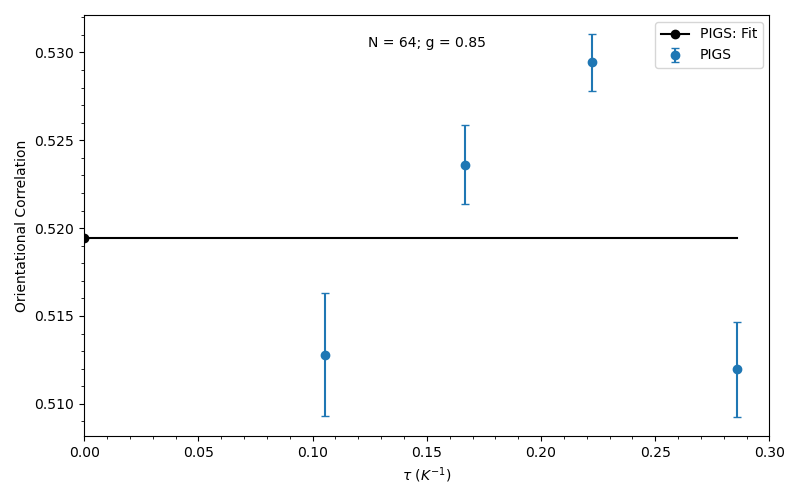 N = 64; g = 0.85
PIGS: Fit
PIGS
0.530
0.525
0.520
0.515
0.510
Orientational Correlation
0.00 0.05 0.10 0.15 0.20 0.25 0.30
τ (K⁻¹)